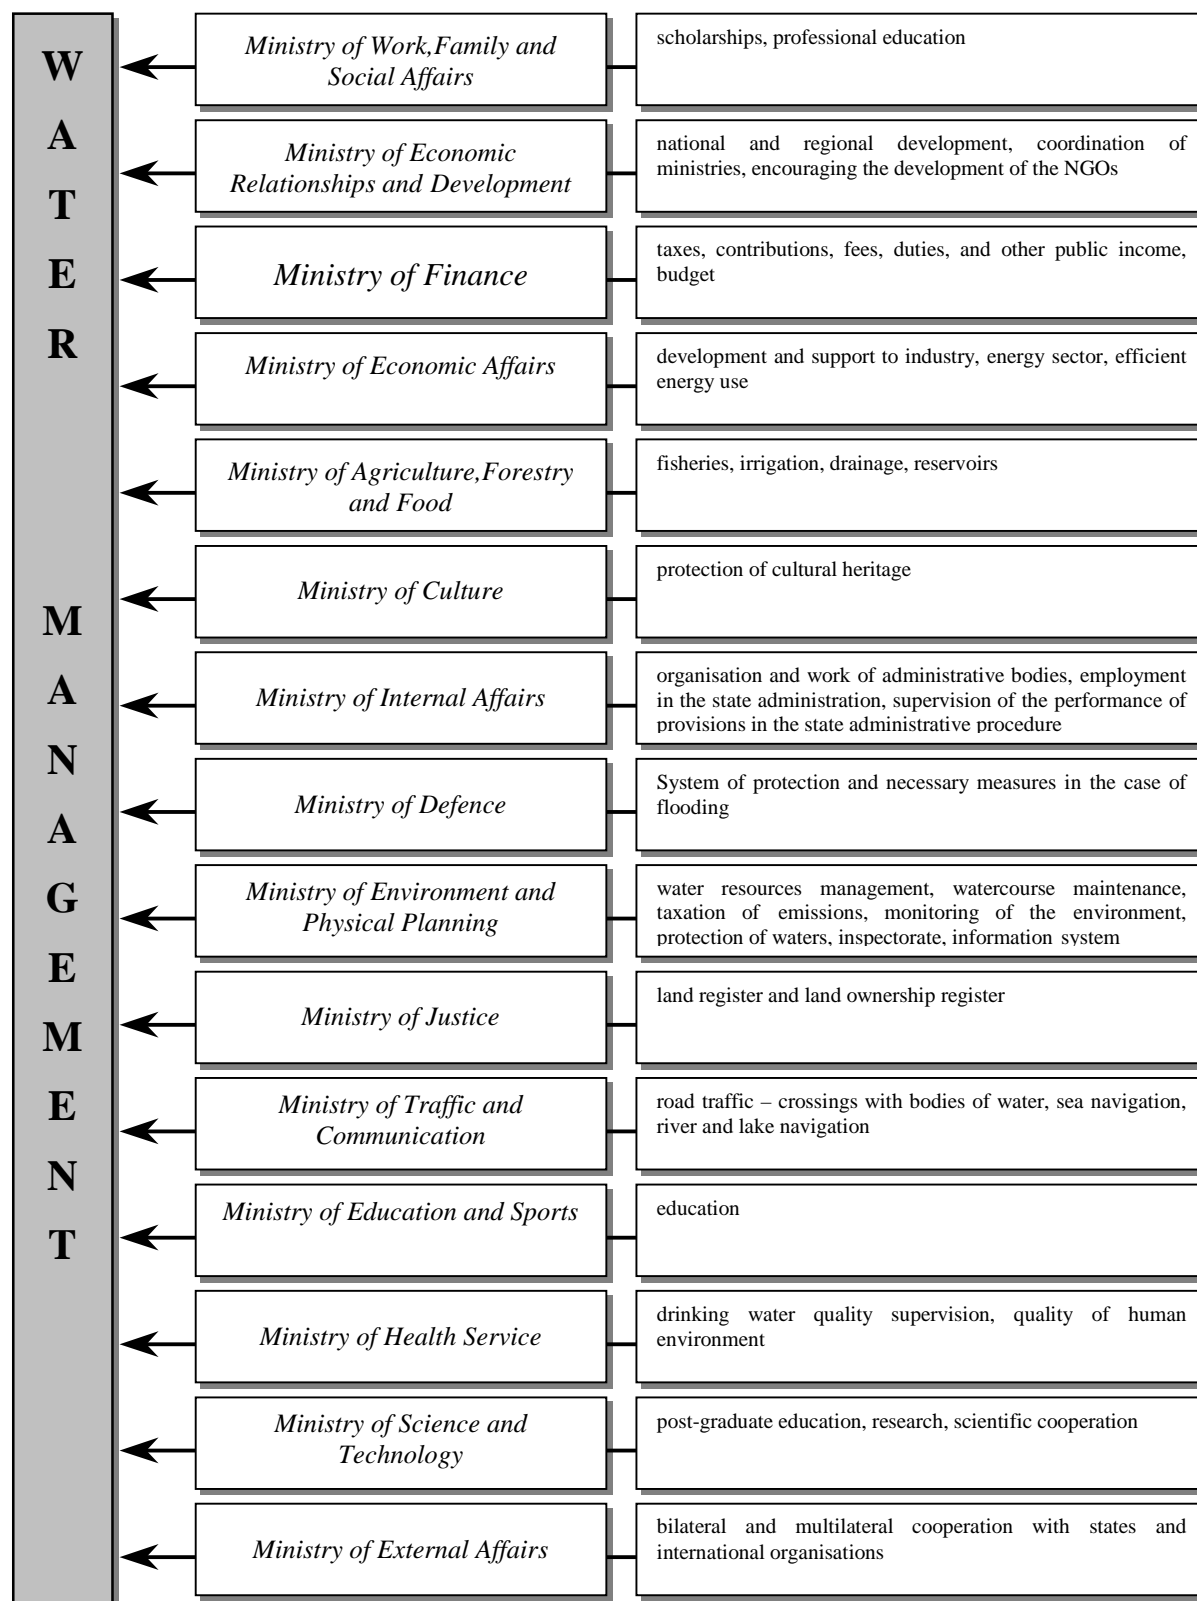 WATER MANAGEMENT
Ministry of Work,Family and
Social Affairs
scholarships, professional education
Ministry of Economic
Relationships and Development
national and regional development, coordination of
ministries, encouraging the development of the NGOs
Ministry of Finance
taxes, contributions, fees, duties, and other public income,
budget
Ministry of Economic Affairs
development and support to industry, energy sector, efficient
energy use
Ministry of Agriculture,Forestry
and Food
fisheries, irrigation, drainage, reservoirs
Ministry of Culture
protection of cultural heritage
Ministry of Internal Affairs
organisation and work of administrative bodies, employment
in the state administration, supervision of the performance of
provisions in the state administrative procedure
Ministry of Defence
System of protection and necessary measures in the case of
flooding
Ministry of Environment and
Physical Planning
water resources management, watercourse maintenance,
taxation of emissions, monitoring of the environment,
protection of waters, inspectorate, information system
Ministry of Justice
land register and land ownership register
Ministry of Traffic and
Communication
road traffic – crossings with bodies of water, sea navigation,
river and lake navigation
Ministry of Education and Sports
education
Ministry of Health Service
drinking water quality supervision, quality of human
environment
Ministry of Science and
Technology
post-graduate education, research, scientific cooperation
Ministry of External Affairs
bilateral and multilateral cooperation with states and
international organisations